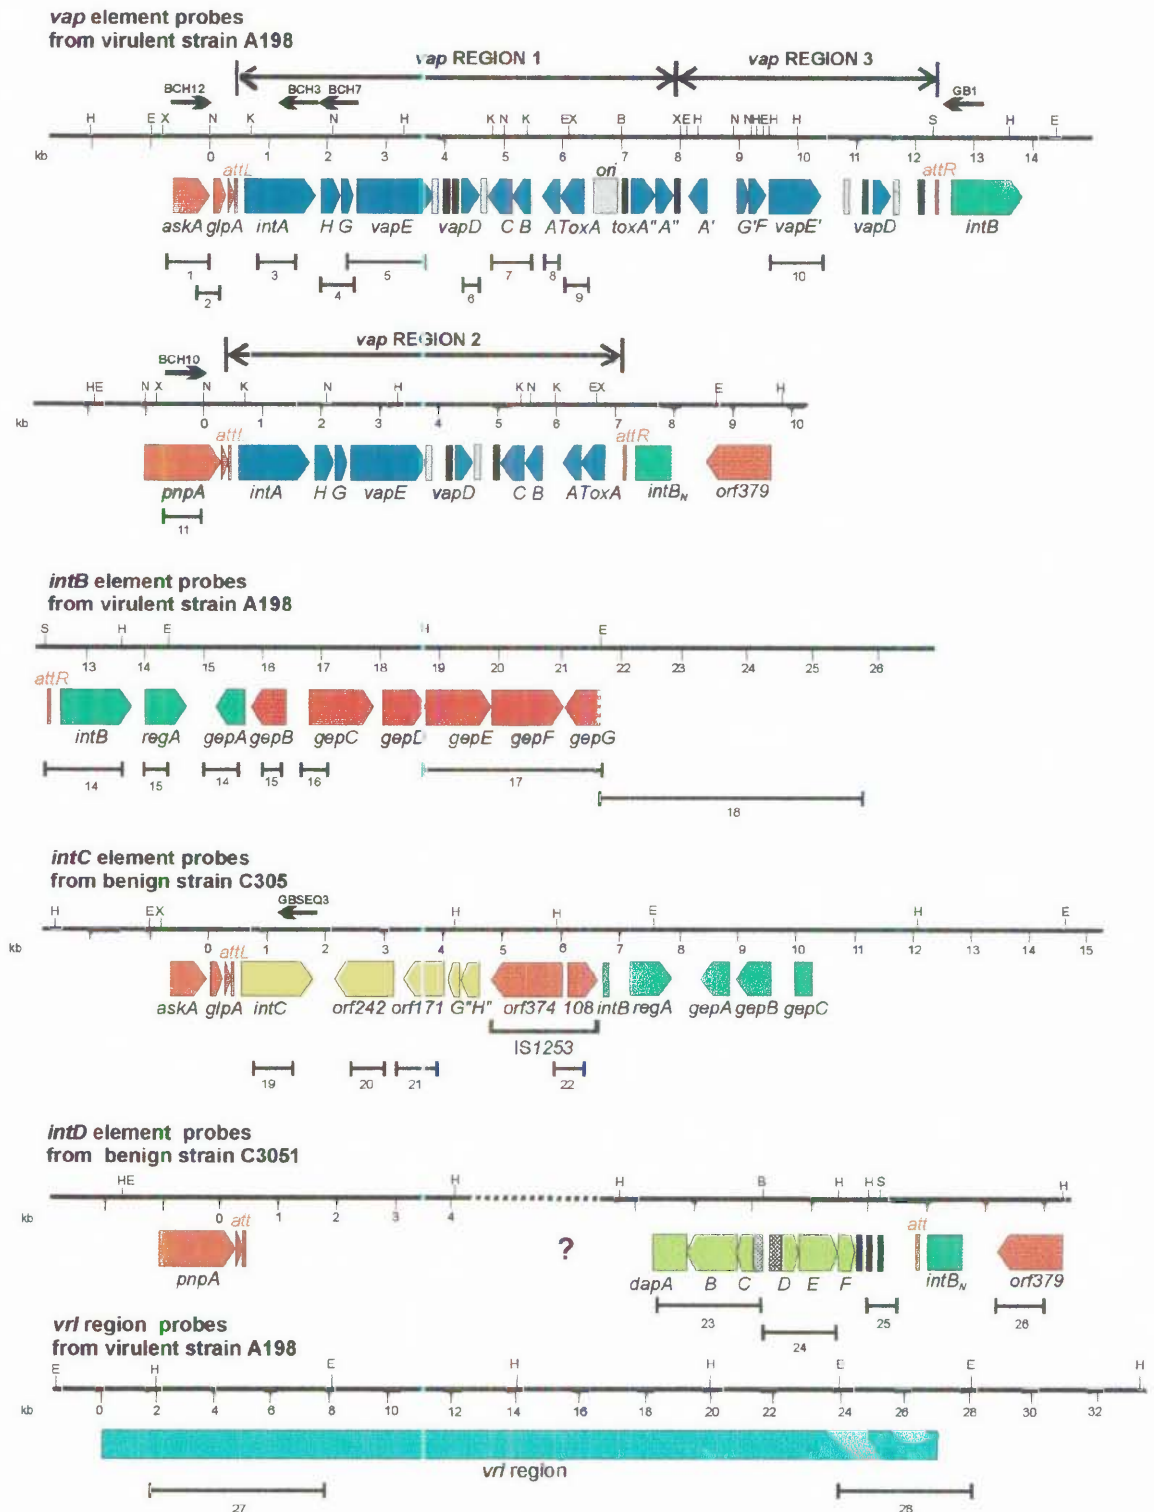 vap element probes
from virulent strain A198
vap REGION 1 vap REGION 3
BCH12 BCH3 BCH7 GB1
H E X N K N H K N K EX B X E H N N H E H H S H E
kb 0 1 2 3 4 5 6 7 8 9 10 11 12 13 14
attL ori attR
askA glpA intA H G vapE vapD C B A ToxA toxA" A" A' G' F vapE' vapD intB
1 3 5 7 8 10
2 4 6 9
vap REGION 2
BCH10
HE N X N K N H K N K EX E H
kb 0 1 2 3 4 5 6 7 8 9 10
attL attR
pnpA intA H G vapE vapD C B A ToxA intBN orf379
11
intB element probes
from virulent strain A198
S H E H E
13 14 15 16 17 18 19 20 21 22 23 24 25 26
attR
intB regA gepA gepB gepC gepD gepE gepF gepG
14 15 14 15 16 17
18
intC element probes
from benign strain C305
GBSEQ3
H EX H H E H E
kb 0 1 2 3 4 5 6 7 8 9 10 11 12 13 14 15
attL
askA glpA intC orf242 orf171 G"H" orf374 108 intB regA gepA gepB gepC
IS1253
19 20 21 22
intD element probes
from benign strain C3051
HE H H B H H S H
kb 0 1 2 3 4
att att
?
pnpA dapA B C D E F intBN orf379
23 25 26
24
vrl region probes
from virulent strain A198
E H E H H E E H
kb 0 2 4 6 8 10 12 14 16 18 20 22 24 26 28 30 32
vrl region
27 28